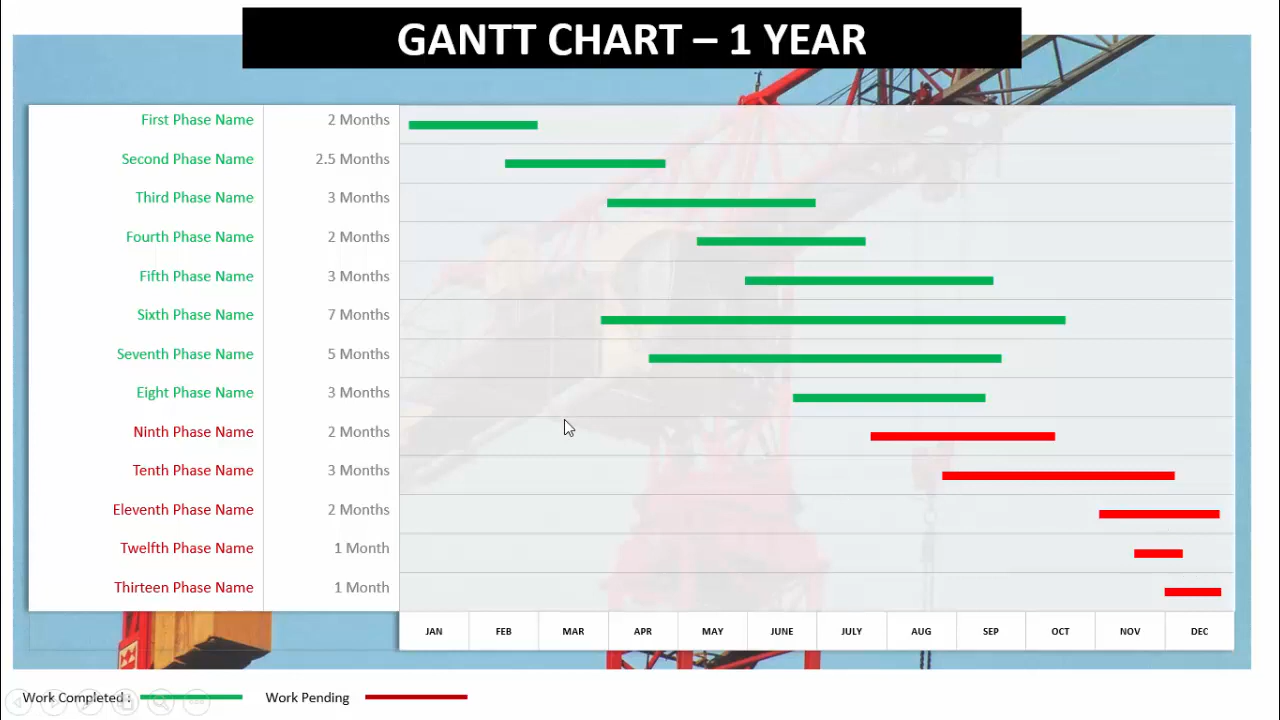 GANTT CHART – 1 YEAR
First Phase Name 2 Months
Second Phase Name 2.5 Months
Third Phase Name 3 Months
Fourth Phase Name 2 Months
Fifth Phase Name 3 Months
Sixth Phase Name 7 Months
Seventh Phase Name 5 Months
Eight Phase Name 3 Months
Ninth Phase Name 2 Months
Tenth Phase Name 3 Months
Eleventh Phase Name 2 Months
Twelfth Phase Name 1 Month
Thirteen Phase Name 1 Month
JAN FEB MAR APR MAY JUNE JULY AUG SEP OCT NOV DEC
Work Completed : Work Pending